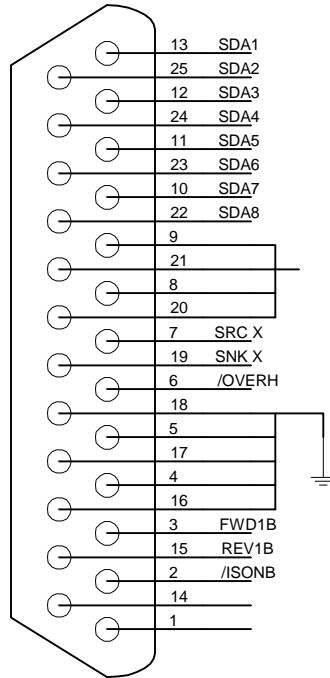 13 SDA1
25 SDA2
12 SDA3
24 SDA4
11 SDA5
23 SDA6
10 SDA7
22 SDA8
9
21
8
20
7 SRC X
19 SNK X
6 /OVERH
18
5
17
4
16
3 FWD1B
15 REV1B
2 /ISONB
14
1